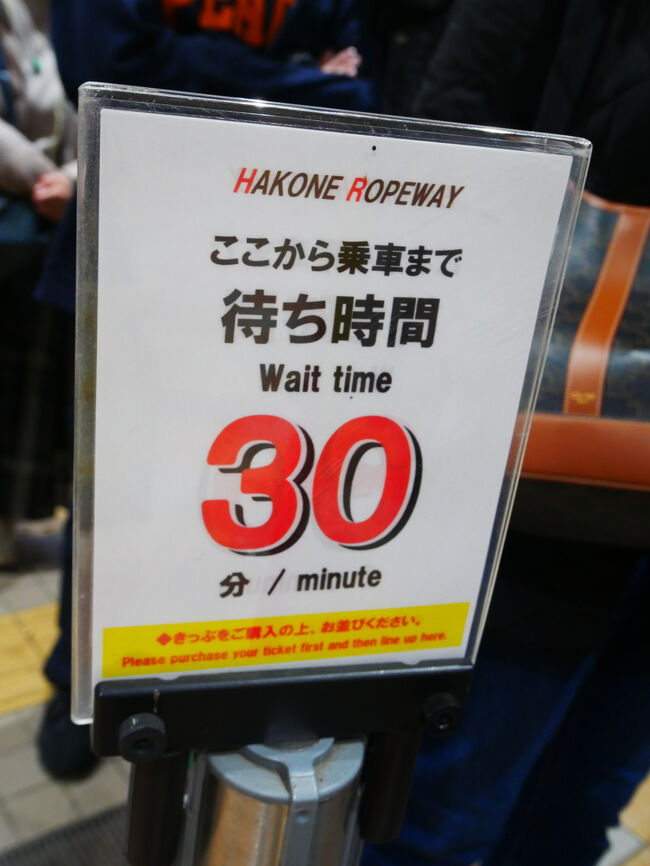 HAKONE ROPEWAY
ここから乗車まで
待ち時間
Wait time
30
分 / minute
◆きっぷをご購入の上、お並びください。
Please purchase your ticket first and then line up here.